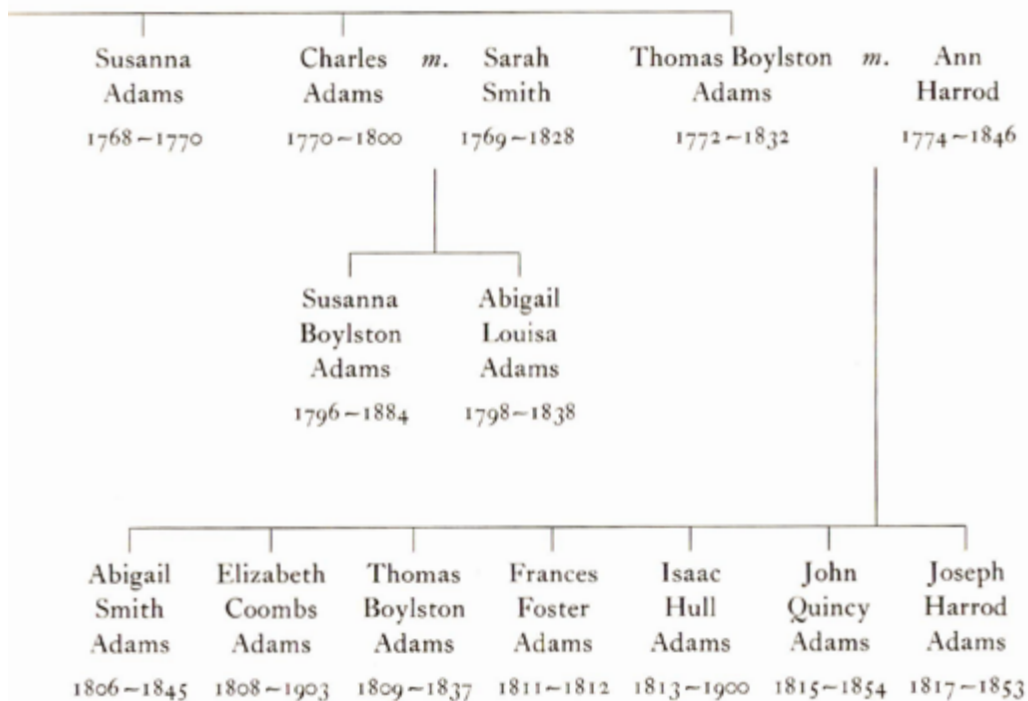 Susanna Charles m. Sarah Thomas Boylston m. Ann
Adams Adams Smith Adams Harrod
1768~1770 1770~1800 1769~1828 1772~1832 1774~1846
Susanna Abigail
Boylston Louisa
Adams Adams
1796~1884 1798~1838
Abigail Elizabeth Thomas Frances Isaac John Joseph
Smith Coombs Boylston Foster Hull Quincy Harrod
Adams Adams Adams Adams Adams Adams Adams
1806~1845 1808~1903 1809~1837 1811~1812 1813~1900 1815~1854 1817~1853